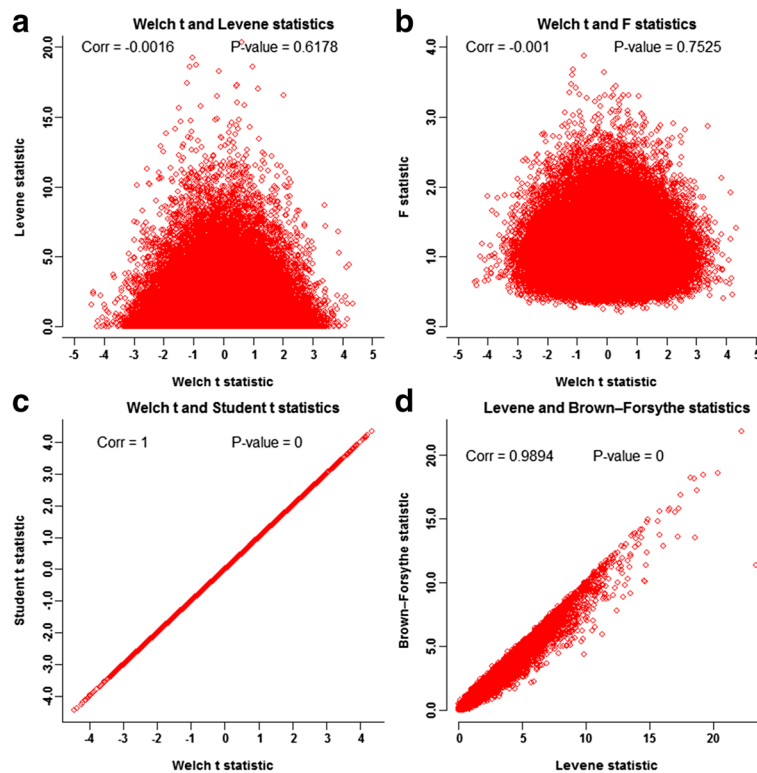 a
Welch t and Levene statistics
Corr = -0.0016 P-value = 0.6178
Levene statistic
20.0
15.0
10.0
5.0
0.0
-5 -4 -3 -2 -1 0 1 2 3 4 5
Welch t statistic
b
Welch t and F statistics
Corr = -0.001 P-value = 0.7525
F statistic
4.0
3.0
2.0
1.0
0.0
-5 -4 -3 -2 -1 0 1 2 3 4 5
Welch t statistic
c
Welch t and Student t statistics
Corr = 1 P-value = 0
Student t statistic
4.0
3.0
2.0
1.0
0.0
-1.0
-2.0
-3.0
4.0
-4 -3 -2 -1 0 1 2 3 4
Welch t statistic
d
Levene and Brown–Forsythe statistics
Corr = 0.9894 P-value = 0
Brown–Forsythe statistic
20.0
15.0
10.0
5.0
0.0
0 5 10 15 20
Levene statistic